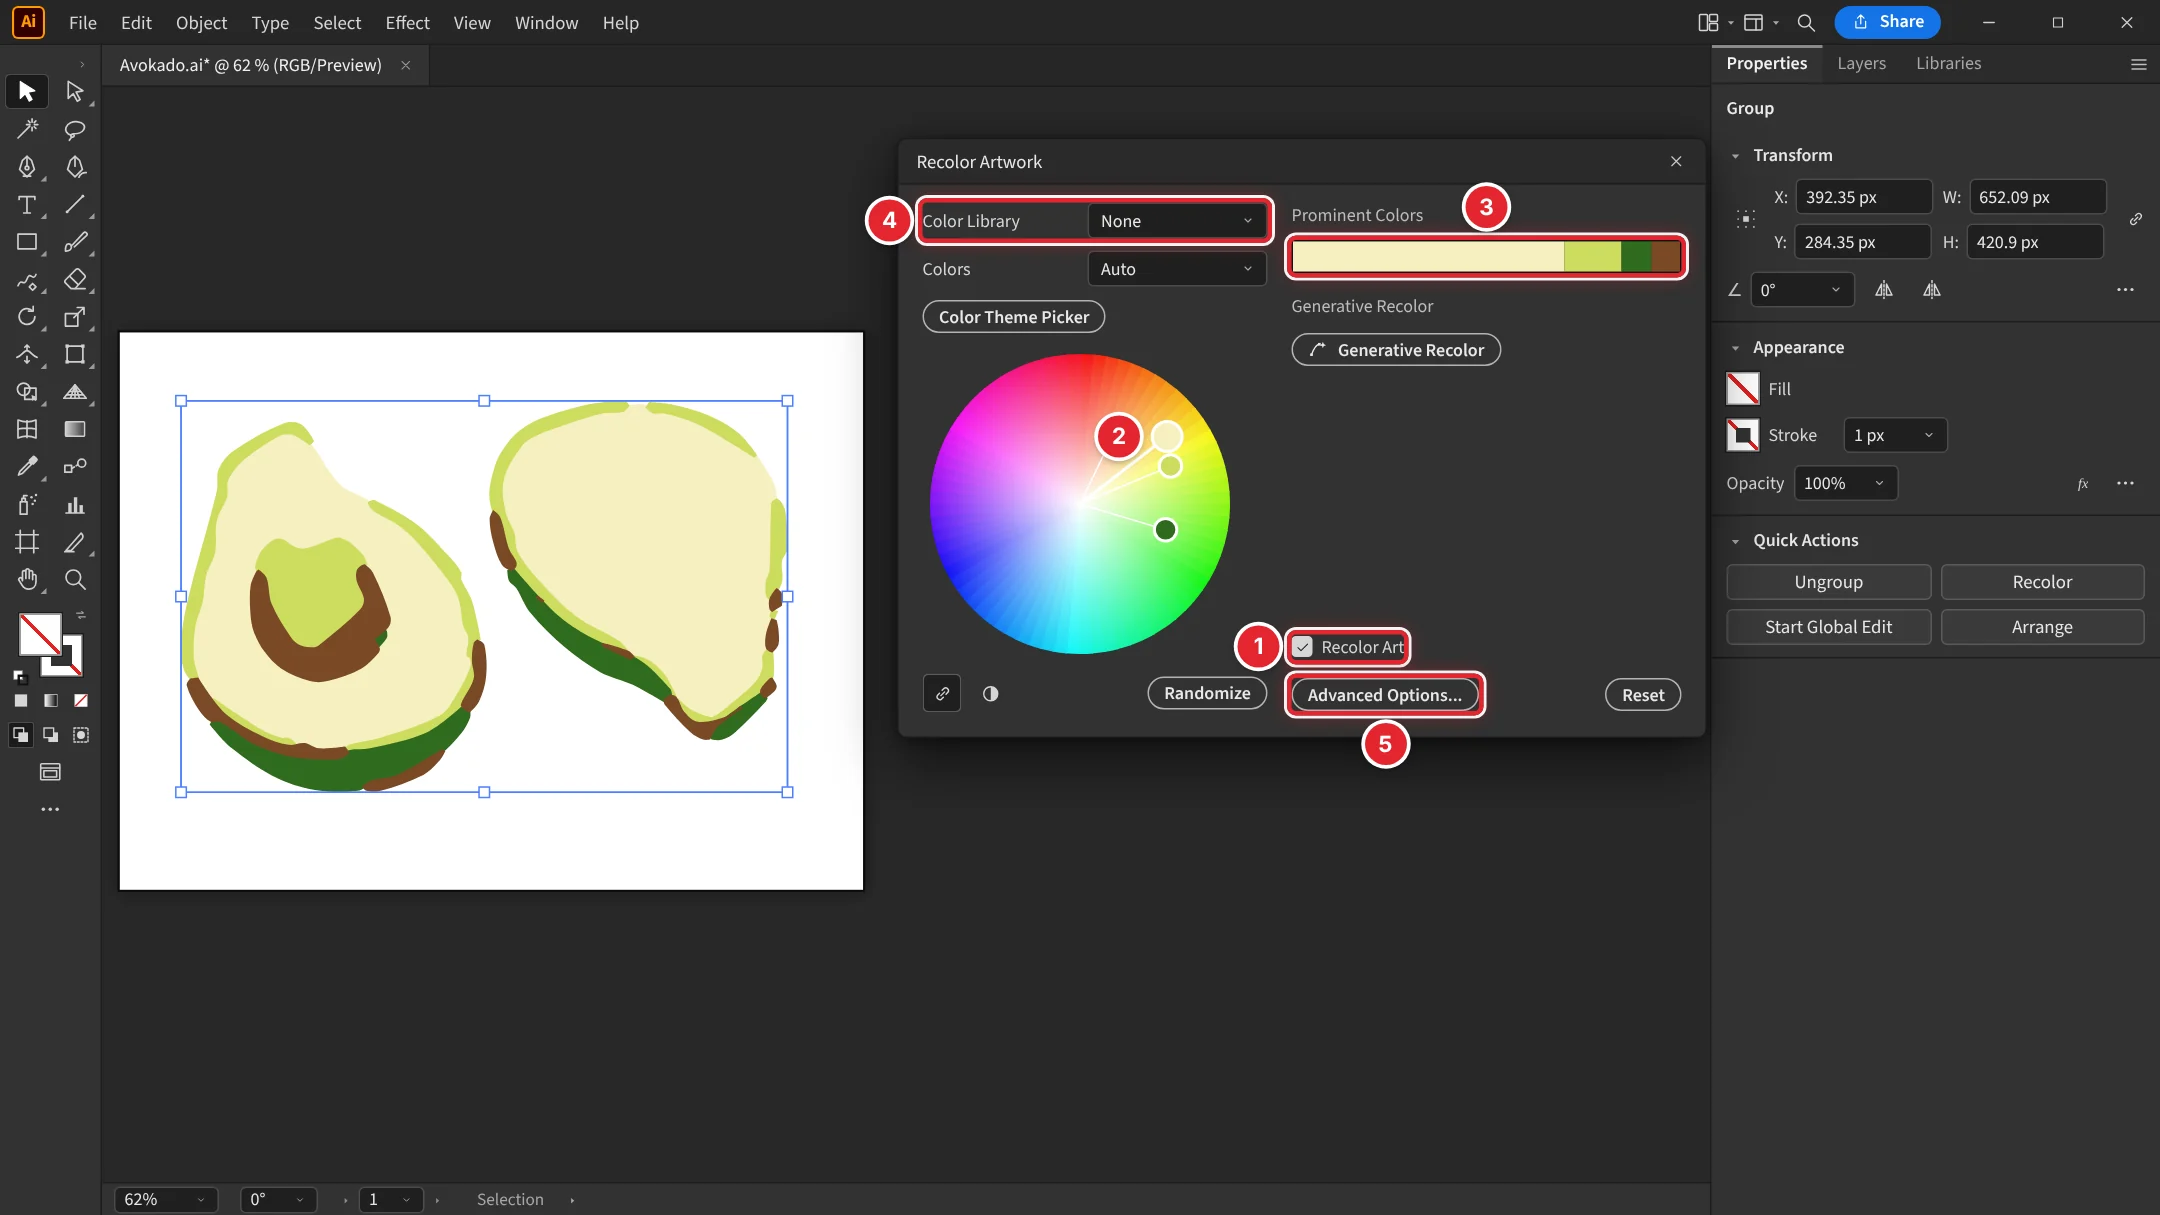 Ai File Edit Object Type Select Effect View Window Help Share
Avokado.ai* @ 62 % (RGB/Preview)
Properties Layers Libraries
Group
Transform
X: 392.35 px W: 652.09 px
Y: 284.35 px H: 420.9 px
0°
Appearance
Fill
Stroke 1 px
Opacity 100% fx
Quick Actions
Ungroup Recolor
Start Global Edit Arrange
Recolor Artwork
4 Color Library None
Prominent Colors 3
Colors Auto
Color Theme Picker
Generative Recolor
Generative Recolor
2
1 Recolor Art
Randomize
Advanced Options...
Reset
5
62% 0° 1 Selection